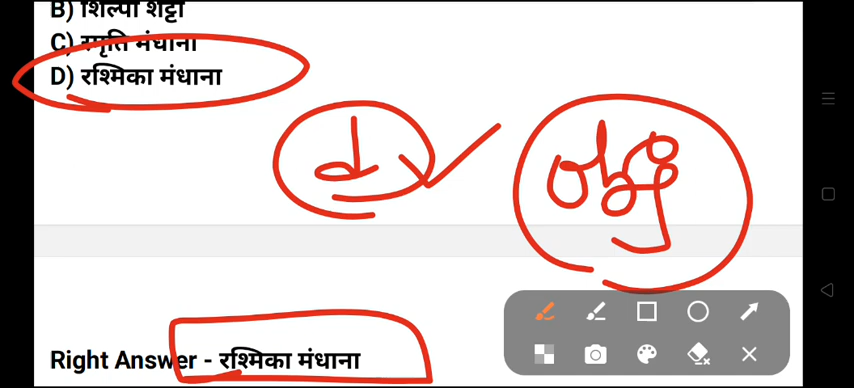 B) शिल्पा शेट्टी
C) स्मृति मंधाना
D) रश्मिका मंधाना
d
Right Answer - रश्मिका मंधाना